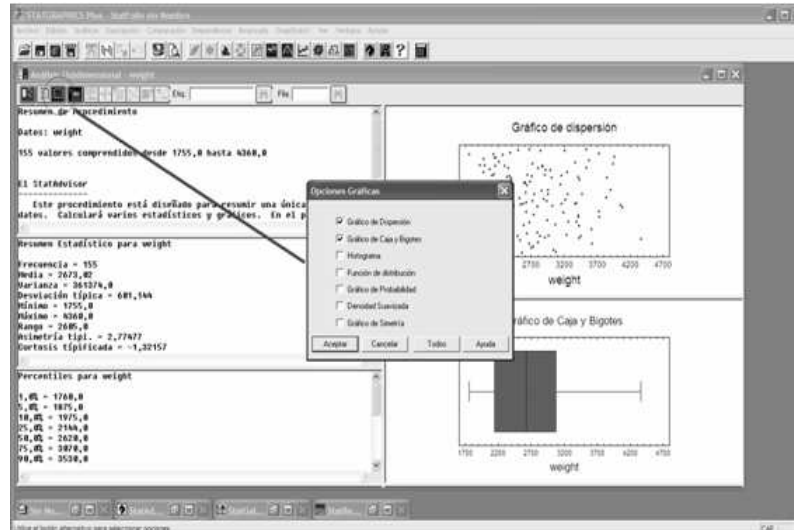 STATGRAPHICS Plus - StatFolio sin Nombre
Análisis Unidimensional - weight
Etiq:
Fila:
Resumen de Procedimiento
Datos: weight
155 valores comprendidos desde 1755,0 hasta 4360,0
El StatAdvisor
--------------
Este procedimiento está diseñado para resumir una única
datos. Calculará varios estadísticos y gráficos. En el p
Resumen Estadístico para weight
Frecuencia = 155
Media = 2673,02
Varianza = 361374,0
Desviación típica = 601,144
Mínimo = 1755,0
Máximo = 4360,0
Rango = 2605,0
Asimetría tipi. = 2,77477
Curtosis típificada = -1,32157
Percentiles para weight
1,0% = 1760,0
5,0% = 1875,0
10,0% = 1975,0
25,0% = 2144,0
50,0% = 2620,0
75,0% = 3070,0
90,0% = 3530,0
Opciones Gráficas
Gráfico de Dispersión
Gráfico de Caja y Bigotes
Histograma
Función de distribución
Gráfico de Probabilidad
Densidad Suavizada
Gráfico de Simetría
Aceptar Cancelar Todos Ayuda
Gráfico de dispersión
2700 3200 3700 4200 4700
weight
ráfico de Caja y Bigotes
1700 2200 2700 3200 3700 4200 4700
weight